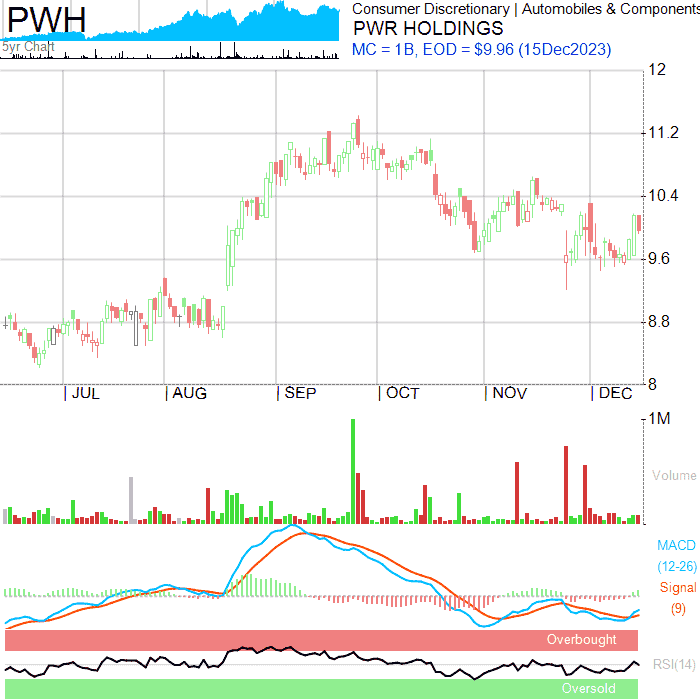 PWH
5yr Chart
Consumer Discretionary | Automobiles & Components
PWR HOLDINGS
MC = 1B, EOD = $9.96 (15Dec2023)
12
11.2
10.4
9.6
8.8
8
JUL AUG SEP OCT NOV DEC
1M
Volume
MACD
(12-26)
Signal
(9)
Overbought
RSI(14)
Oversold